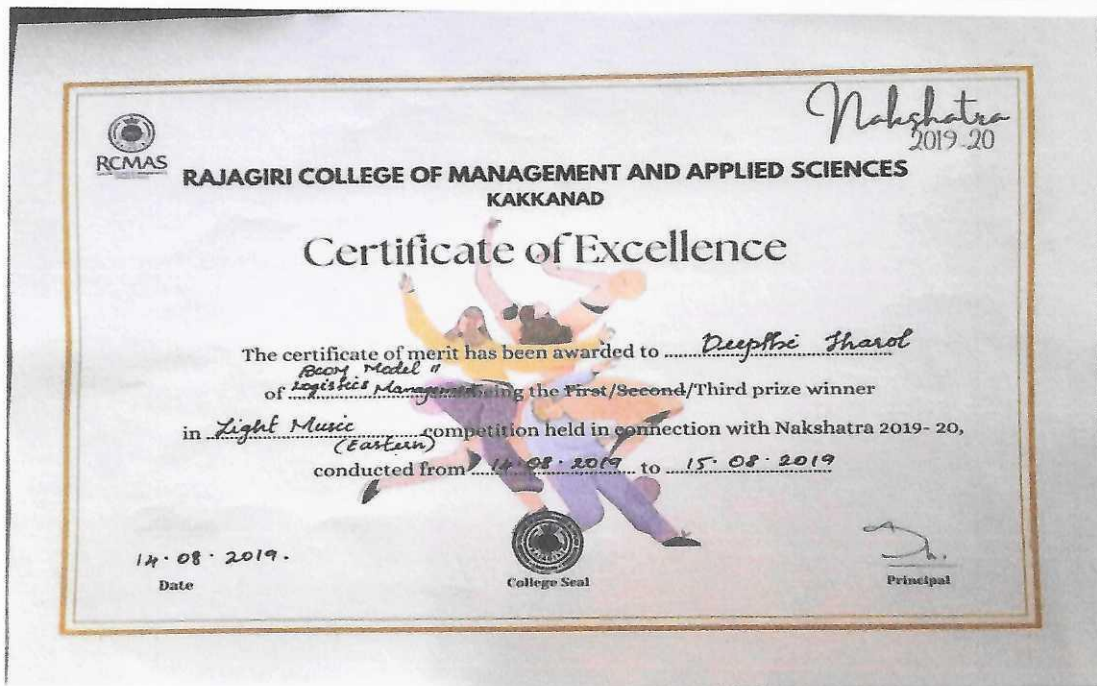 Nakshatra
2019-20
RCMAS
RAJAGIRI COLLEGE OF MANAGEMENT AND APPLIED SCIENCES
KAKKANAD
Certificate of Excellence
The certificate of merit has been awarded to Deepthi Tharol
Bcom Model II
of Logistics Management being the First/Second/Third prize winner
in Light Music competition held in connection with Nakshatra 2019- 20,
(Eastern)
conducted from 14.08.2019 to 15.08.2019
14.08.2019.
Date
College Seal
Principal